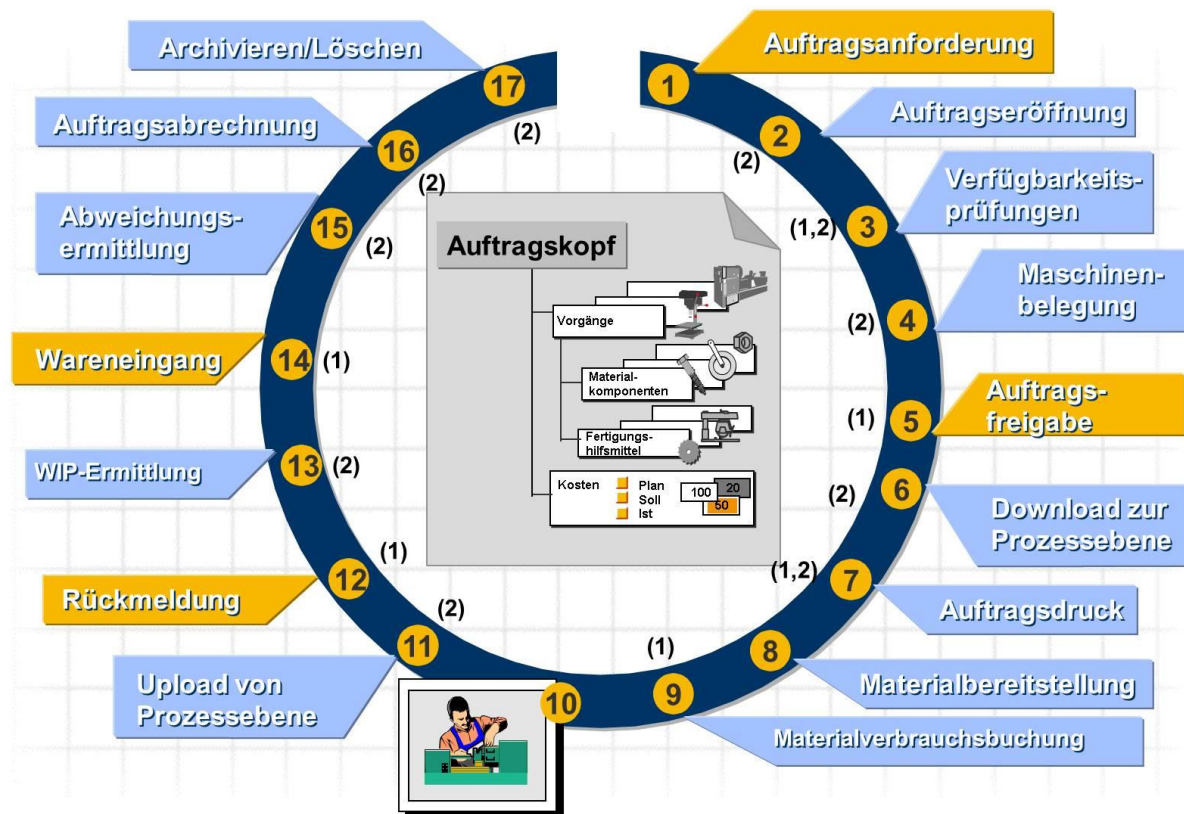 Auftragsanforderung
1
Auftragseröffnung
2
(2)
Verfügbarkeits-
prüfungen
3
(1,2)
Maschinen-
belegung
4
(2)
Auftrags-
freigabe
5
(1)
Download zur
Prozessebene
6
(2)
Auftragsdruck
7
(1,2)
Materialbereitstellung
8
Materialverbrauchsbuchung
9
(1)
10
Upload von
Prozessebene
11
(2)
Rückmeldung
12
(1)
WIP-Ermittlung
13
(2)
Wareneingang
14
(1)
Abweichungs-
ermittlung
15
(2)
Auftragsabrechnung
16
(2)
Archivieren/Löschen
17
(2)
Auftragskopf
Vorgänge
Material-
komponenten
Fertigungs-
hilfsmittel
Kosten
Plan
Soll
Ist
100
20
50